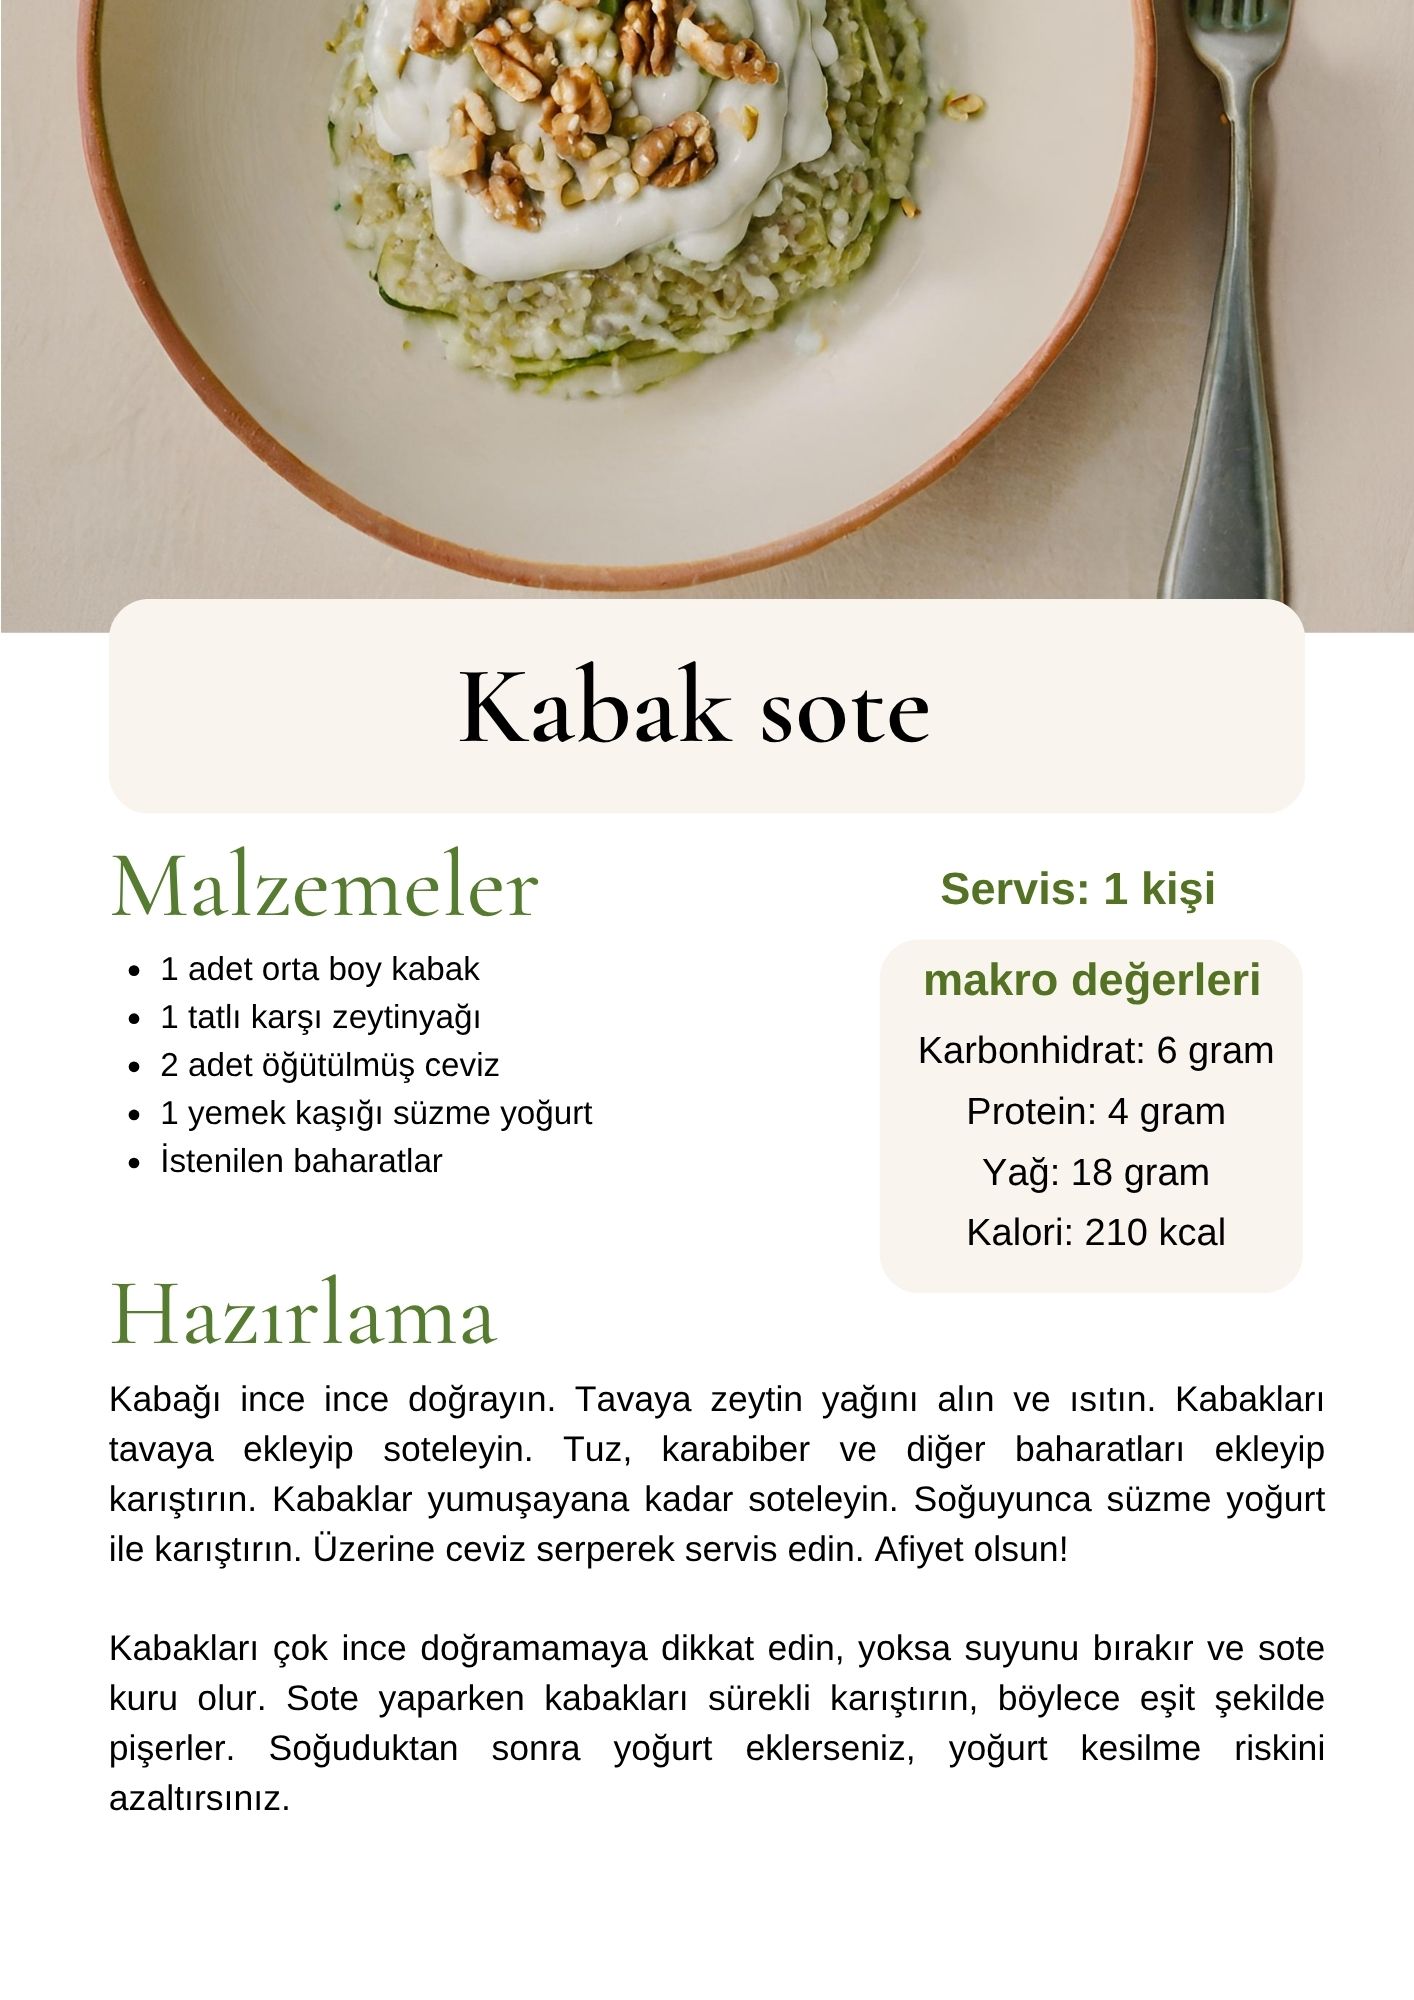 Kabak sote
Malzemeler
1 adet orta boy kabak
1 tatlı karşı zeytinyağı
2 adet öğütülmüş ceviz
1 yemek kaşığı süzme yoğurt
İstenilen baharatlar
Servis: 1 kişi
makro değerleri
Karbonhidrat: 6 gram
Protein: 4 gram
Yağ: 18 gram
Kalori: 210 kcal
Hazırlama
Kabağı ince ince doğrayın. Tavaya zeytin yağını alın ve ısıtın. Kabakları
tavaya ekleyip soteleyin. Tuz, karabiber ve diğer baharatları ekleyip
karıştırın. Kabaklar yumuşayana kadar soteleyin. Soğuyunca süzme yoğurt
ile karıştırın. Üzerine ceviz serperek servis edin. Afiyet olsun!
Kabakları çok ince doğramamaya dikkat edin, yoksa suyunu bırakır ve sote
kuru olur. Sote yaparken kabakları sürekli karıştırın, böylece eşit şekilde
pişerler. Soğuduktan sonra yoğurt eklerseniz, yoğurt kesilme riskini
azaltırsınız.